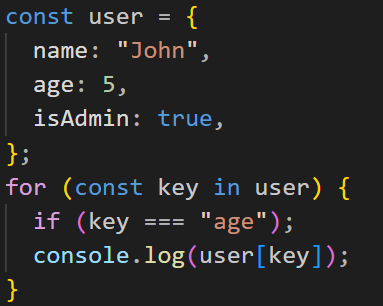 const user = {
  name: "John",
  age: 5,
  isAdmin: true,
};
for (const key in user) {
  if (key === "age");
  console.log(user[key]);
}